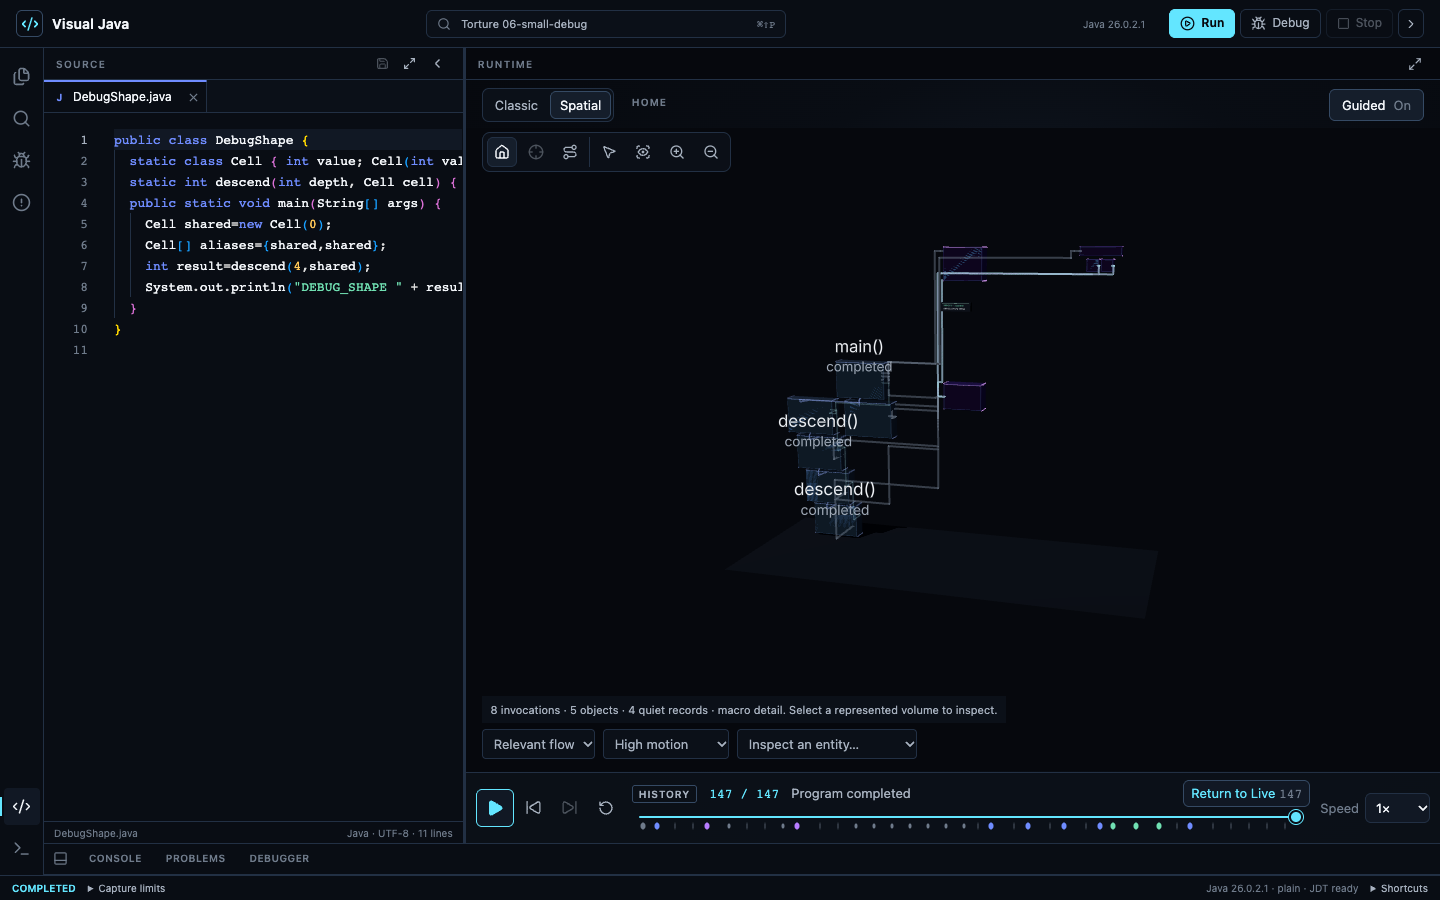 Visual Java
Torture 06-small-debug
⌘⇧P
Java 26.0.2.1
Run
Debug
Stop
SOURCE
RUNTIME
J DebugShape.java
Classic
Spatial
HOME
Guided On
1 public class DebugShape {
2 static class Cell { int value; Cell(int val
3 static int descend(int depth, Cell cell) {
4 public static void main(String[] args) {
5 Cell shared=new Cell(0);
6 Cell[] aliases={shared,shared};
7 int result=descend(4,shared);
8 System.out.println("DEBUG_SHAPE " + resul
9 }
10 }
11
main()
completed
descend()
completed
descend()
completed
8 invocations · 5 objects · 4 quiet records · macro detail. Select a represented volume to inspect.
Relevant flow
High motion
Inspect an entity...
HISTORY
147 / 147
Program completed
Return to Live 147
Speed
1×
DebugShape.java
Java · UTF-8 · 11 lines
CONSOLE
PROBLEMS
DEBUGGER
COMPLETED
Capture limits
Java 26.0.2.1 · plain · JDT ready
Shortcuts